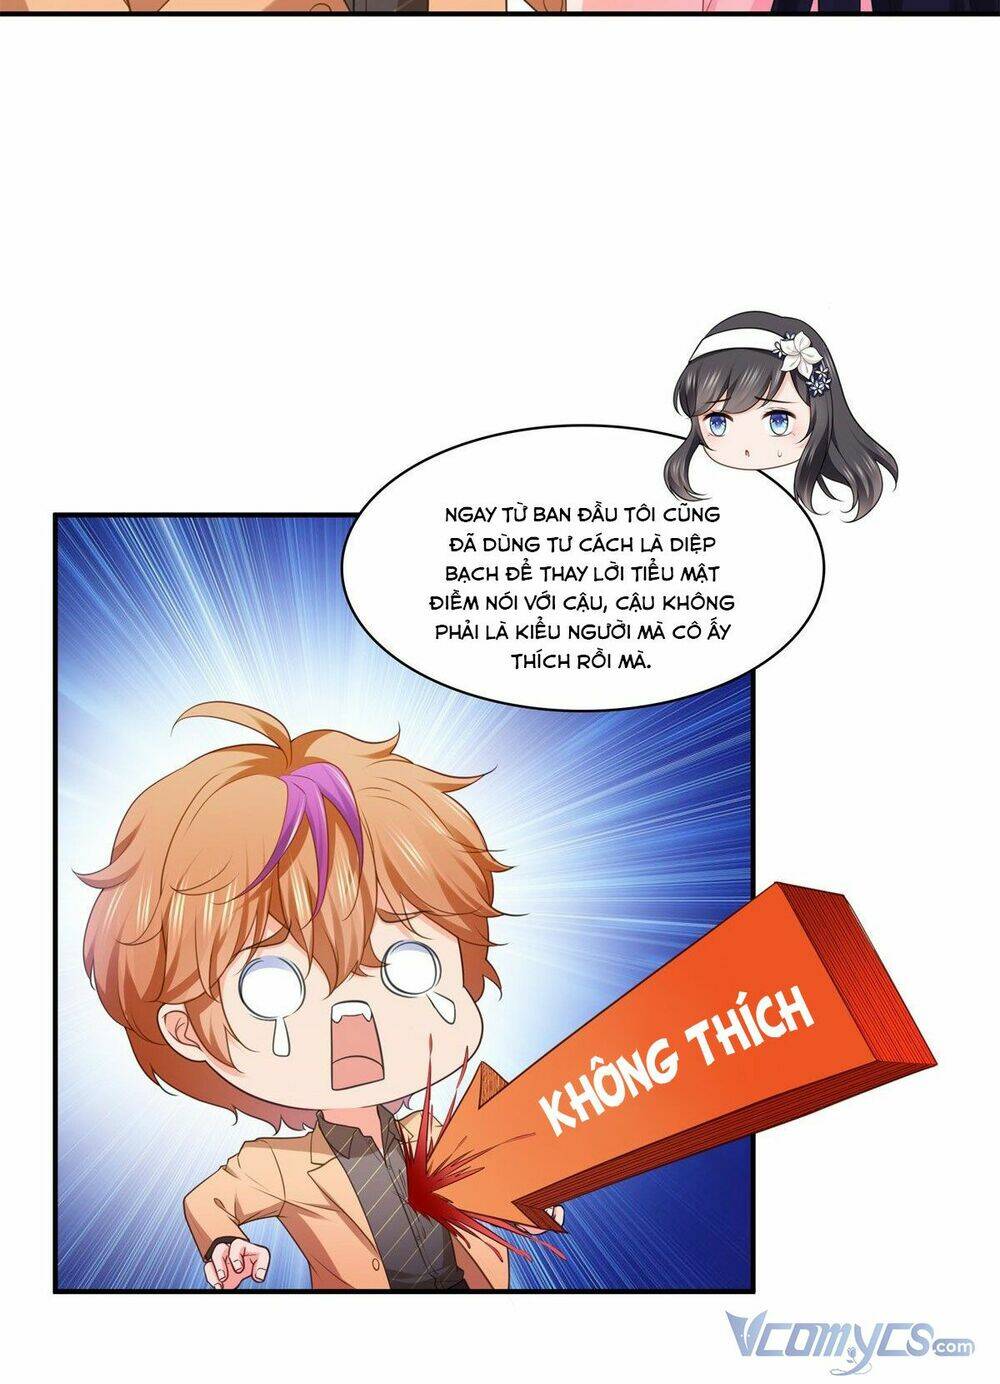 NGAY TỪ BAN ĐẦU TÔI CŨNG
ĐÃ DÙNG TƯ CÁCH LÀ DIỆP
BẠCH ĐỂ THAY LỜI TIỂU MẬT
ĐIỀM NÓI VỚI CẬU, CẬU KHÔNG
PHẢI LÀ KIỂU NGƯỜI MÀ CÔ ẤY
THÍCH RỒI MÀ.
KHÔNG THÍCH
VCOMYCS.com